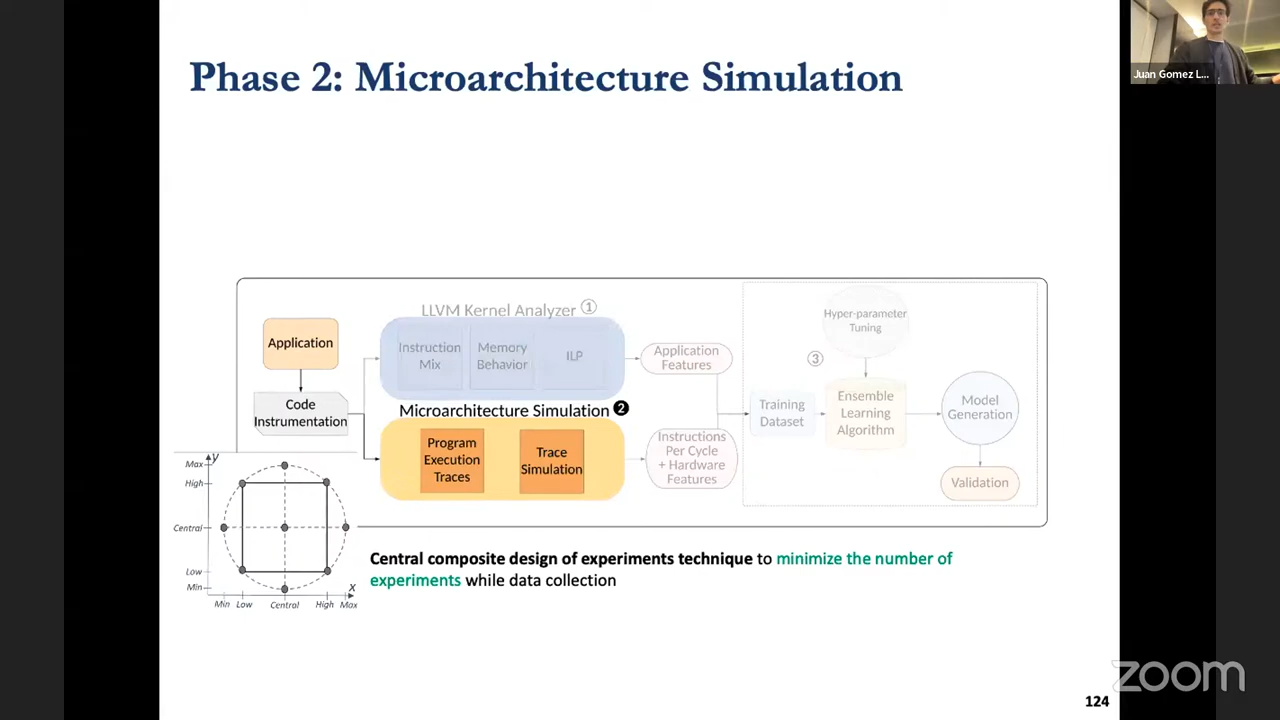 Phase 2: Microarchitecture Simulation
Juan Gomez L...
LLVM Kernel Analyzer ①
Application
Instruction
Mix
Memory
Behavior
ILP
Application
Features
Code
Instrumentation
Microarchitecture Simulation ❷
Program
Execution
Traces
Trace
Simulation
Instructions
Per Cycle
+ Hardware
Features
Hyper-parameter
Tuning
③
Training
Dataset
Ensemble
Learning
Algorithm
Model
Generation
Validation
y
Max
High
Central
Low
Min
x
Min Low Central High Max
Central composite design of experiments technique to minimize the number of
experiments while data collection
zoom
124